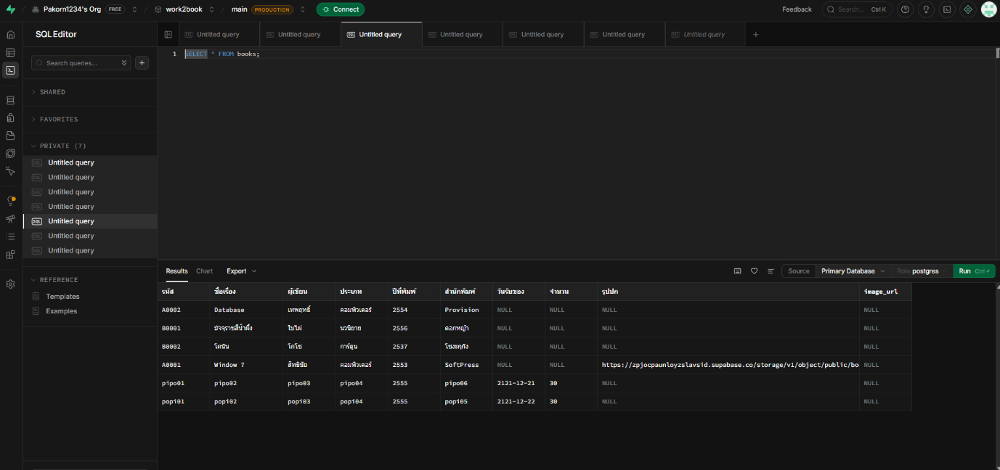 Pakorn1234's Org FREE work2book main PRODUCTION Connect Feedback Search... Ctrl K
SQL Editor
Untitled query Untitled query Untitled query Untitled query Untitled query Untitled query Untitled query
Search queries...
SHARED
FAVORITES
PRIVATE (7)
Untitled query
Untitled query
Untitled query
Untitled query
Untitled query
Untitled query
Untitled query
REFERENCE
Templates
Examples
1 SELECT * FROM books;
Results Chart Export Source Primary Database Role postgres Run Ctrl
รหัส ชื่อเรื่อง ผู้เขียน ประเภท ปีที่พิมพ์ สำนักพิมพ์ วันรับของ จำนวน รูปปก image_url
A0002 Database เทพฤทธิ์ คอมพิวเตอร์ 2554 Provision NULL NULL NULL NULL
B0001 มัจจุราชสีน้ำผึ้ง ใบไผ่ นวนิยาย 2556 ดอกหญ้า NULL NULL NULL NULL
B0002 โคนัน โกโช การ์ตูน 2537 NULL NULL NULL NULL
A0001 Window 7 สิทธิชัย คอมพิวเตอร์ 2553 SoftPress NULL NULL https://zpjocpaunloyzslavsid.supabase.co/storage/v1/object/public/bo NULL
pipo01 pipo02 pipo03 pipo04 2555 pipo06 2121-12-21 30 NULL NULL
popi01 popi02 popi03 popi04 2555 popi05 2121-12-22 30 NULL NULL